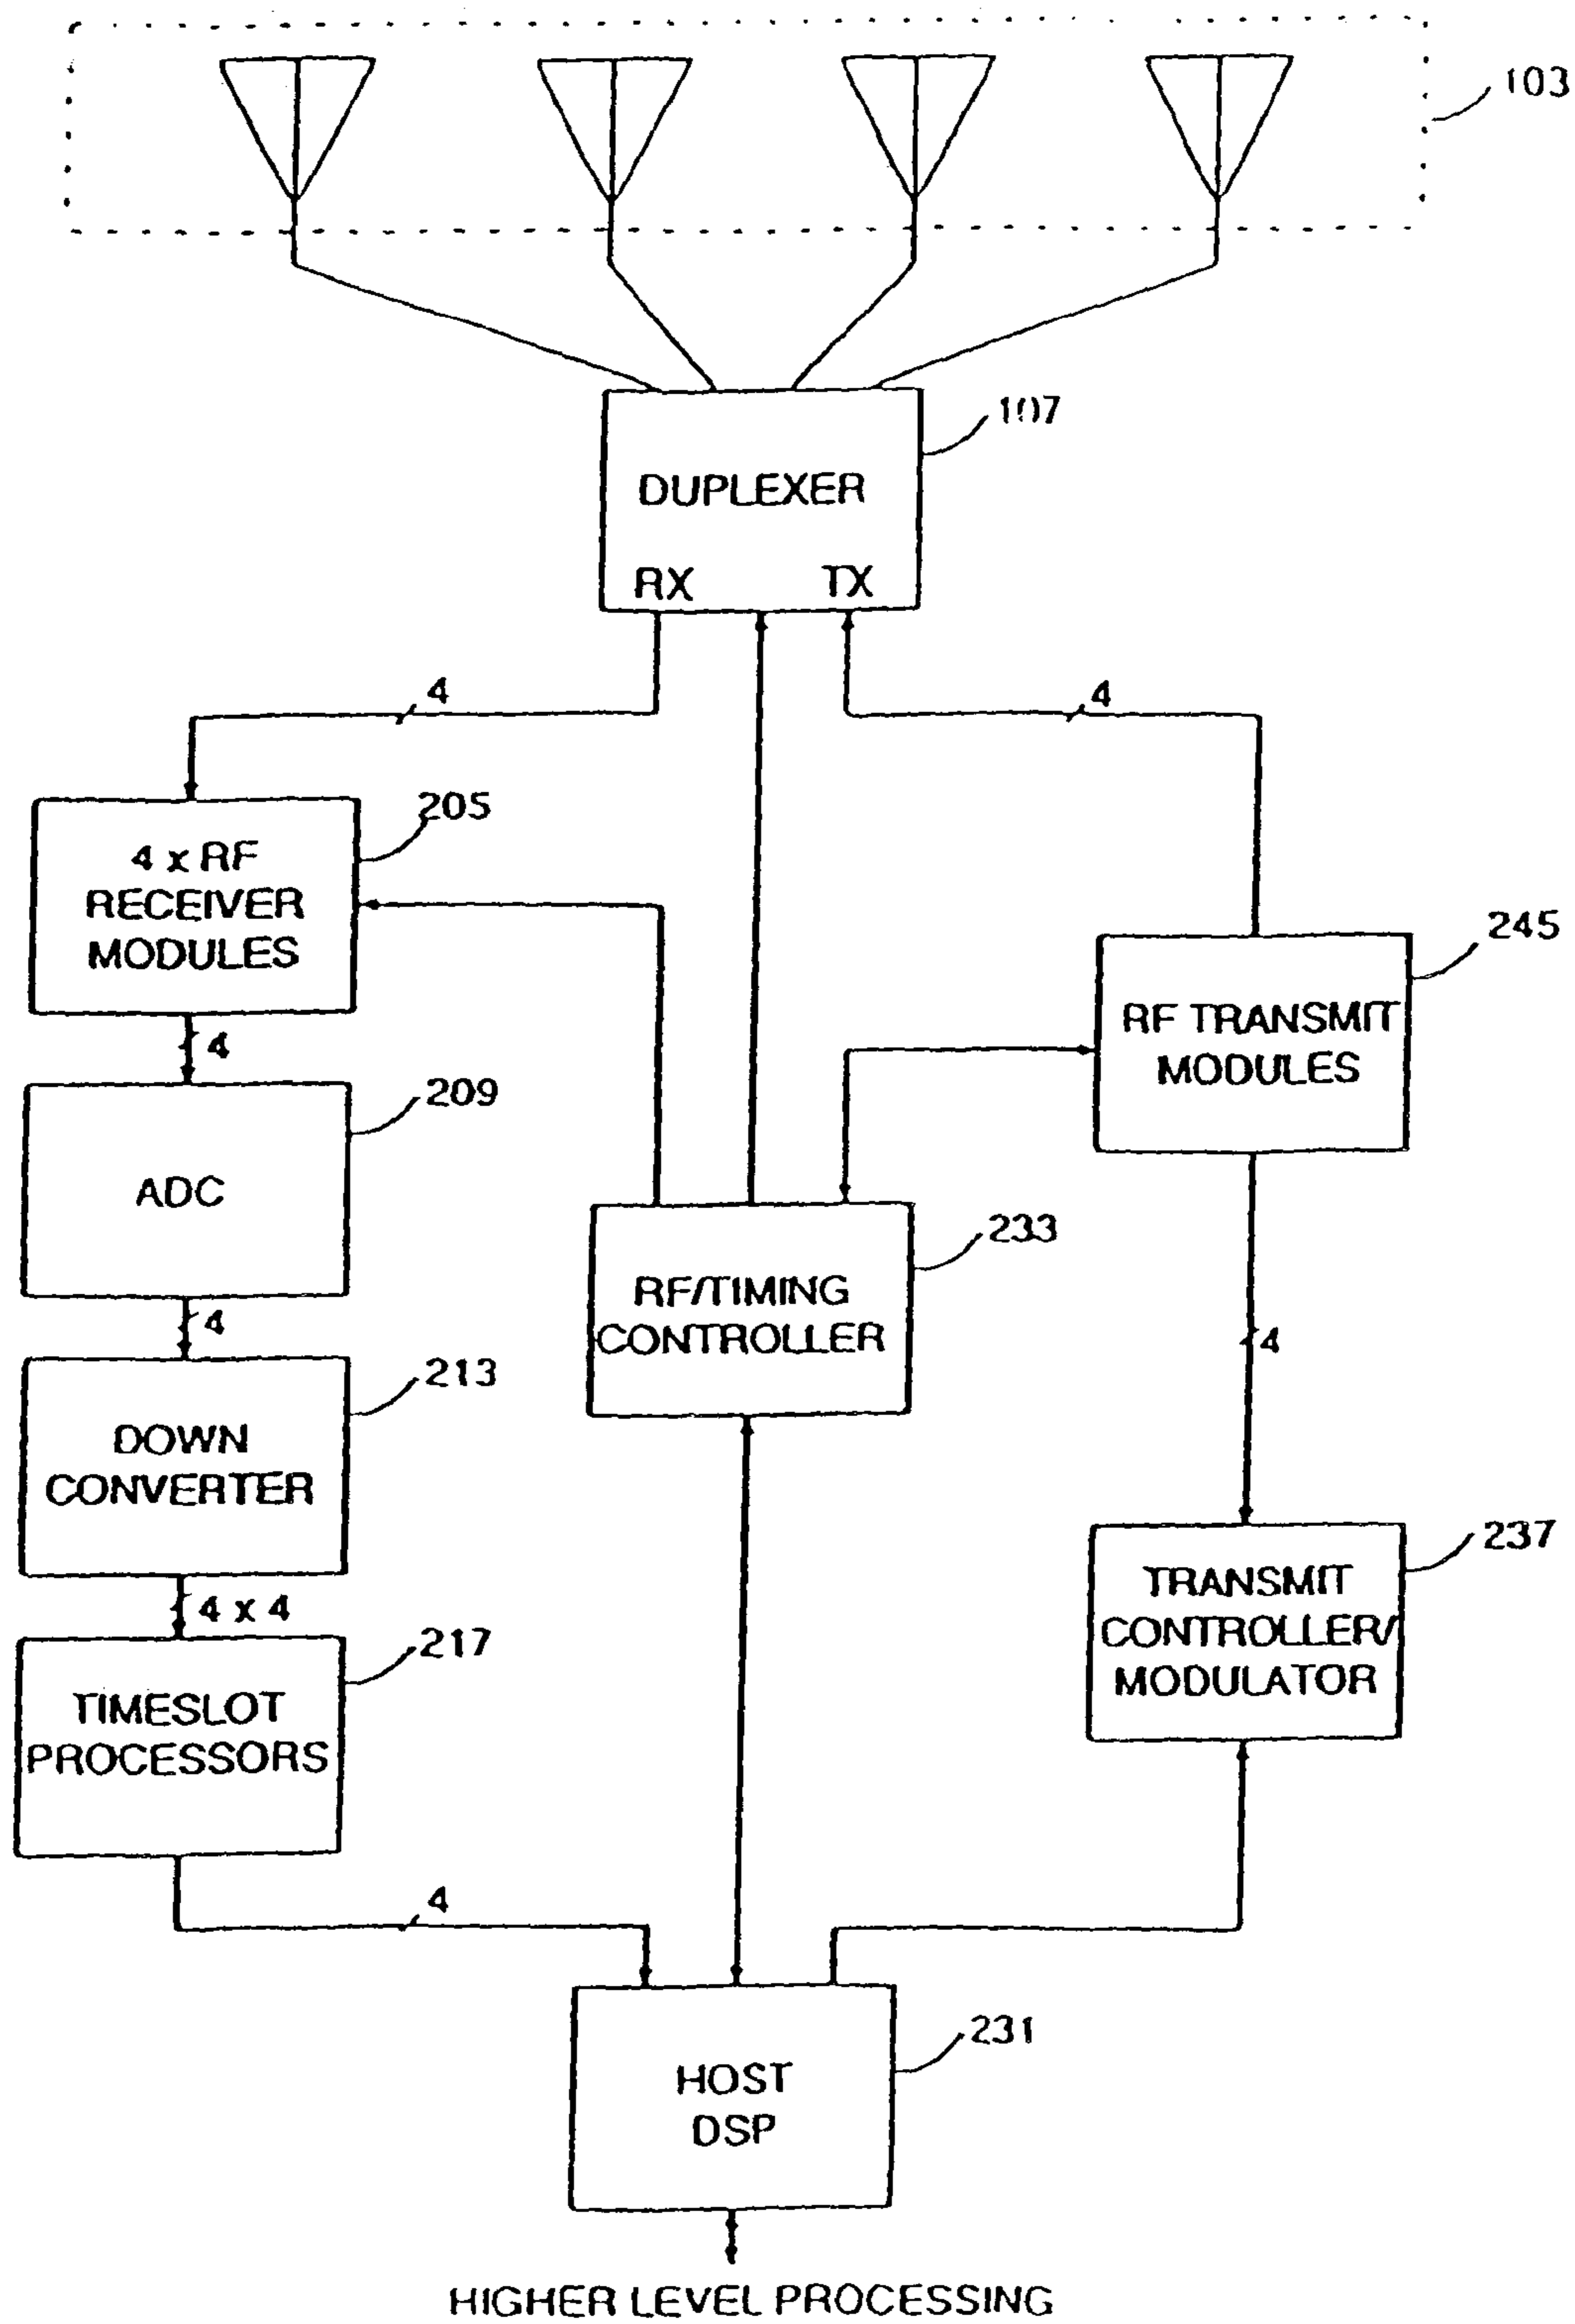 103
107
DUPLEXER
RX TX
4
4
205
4 x RF
RECEIVER
MODULES
245
RF TRANSMIT
MODULES
4
209
ADC
233
RF/TIMING
CONTROLLER
4
4
213
DOWN
CONVERTER
237
TRANSMIT
CONTROLLER/
MODULATOR
4 x 4
217
TIMESLOT
PROCESSORS
4
231
HOST
DSP
HIGHER LEVEL PROCESSING